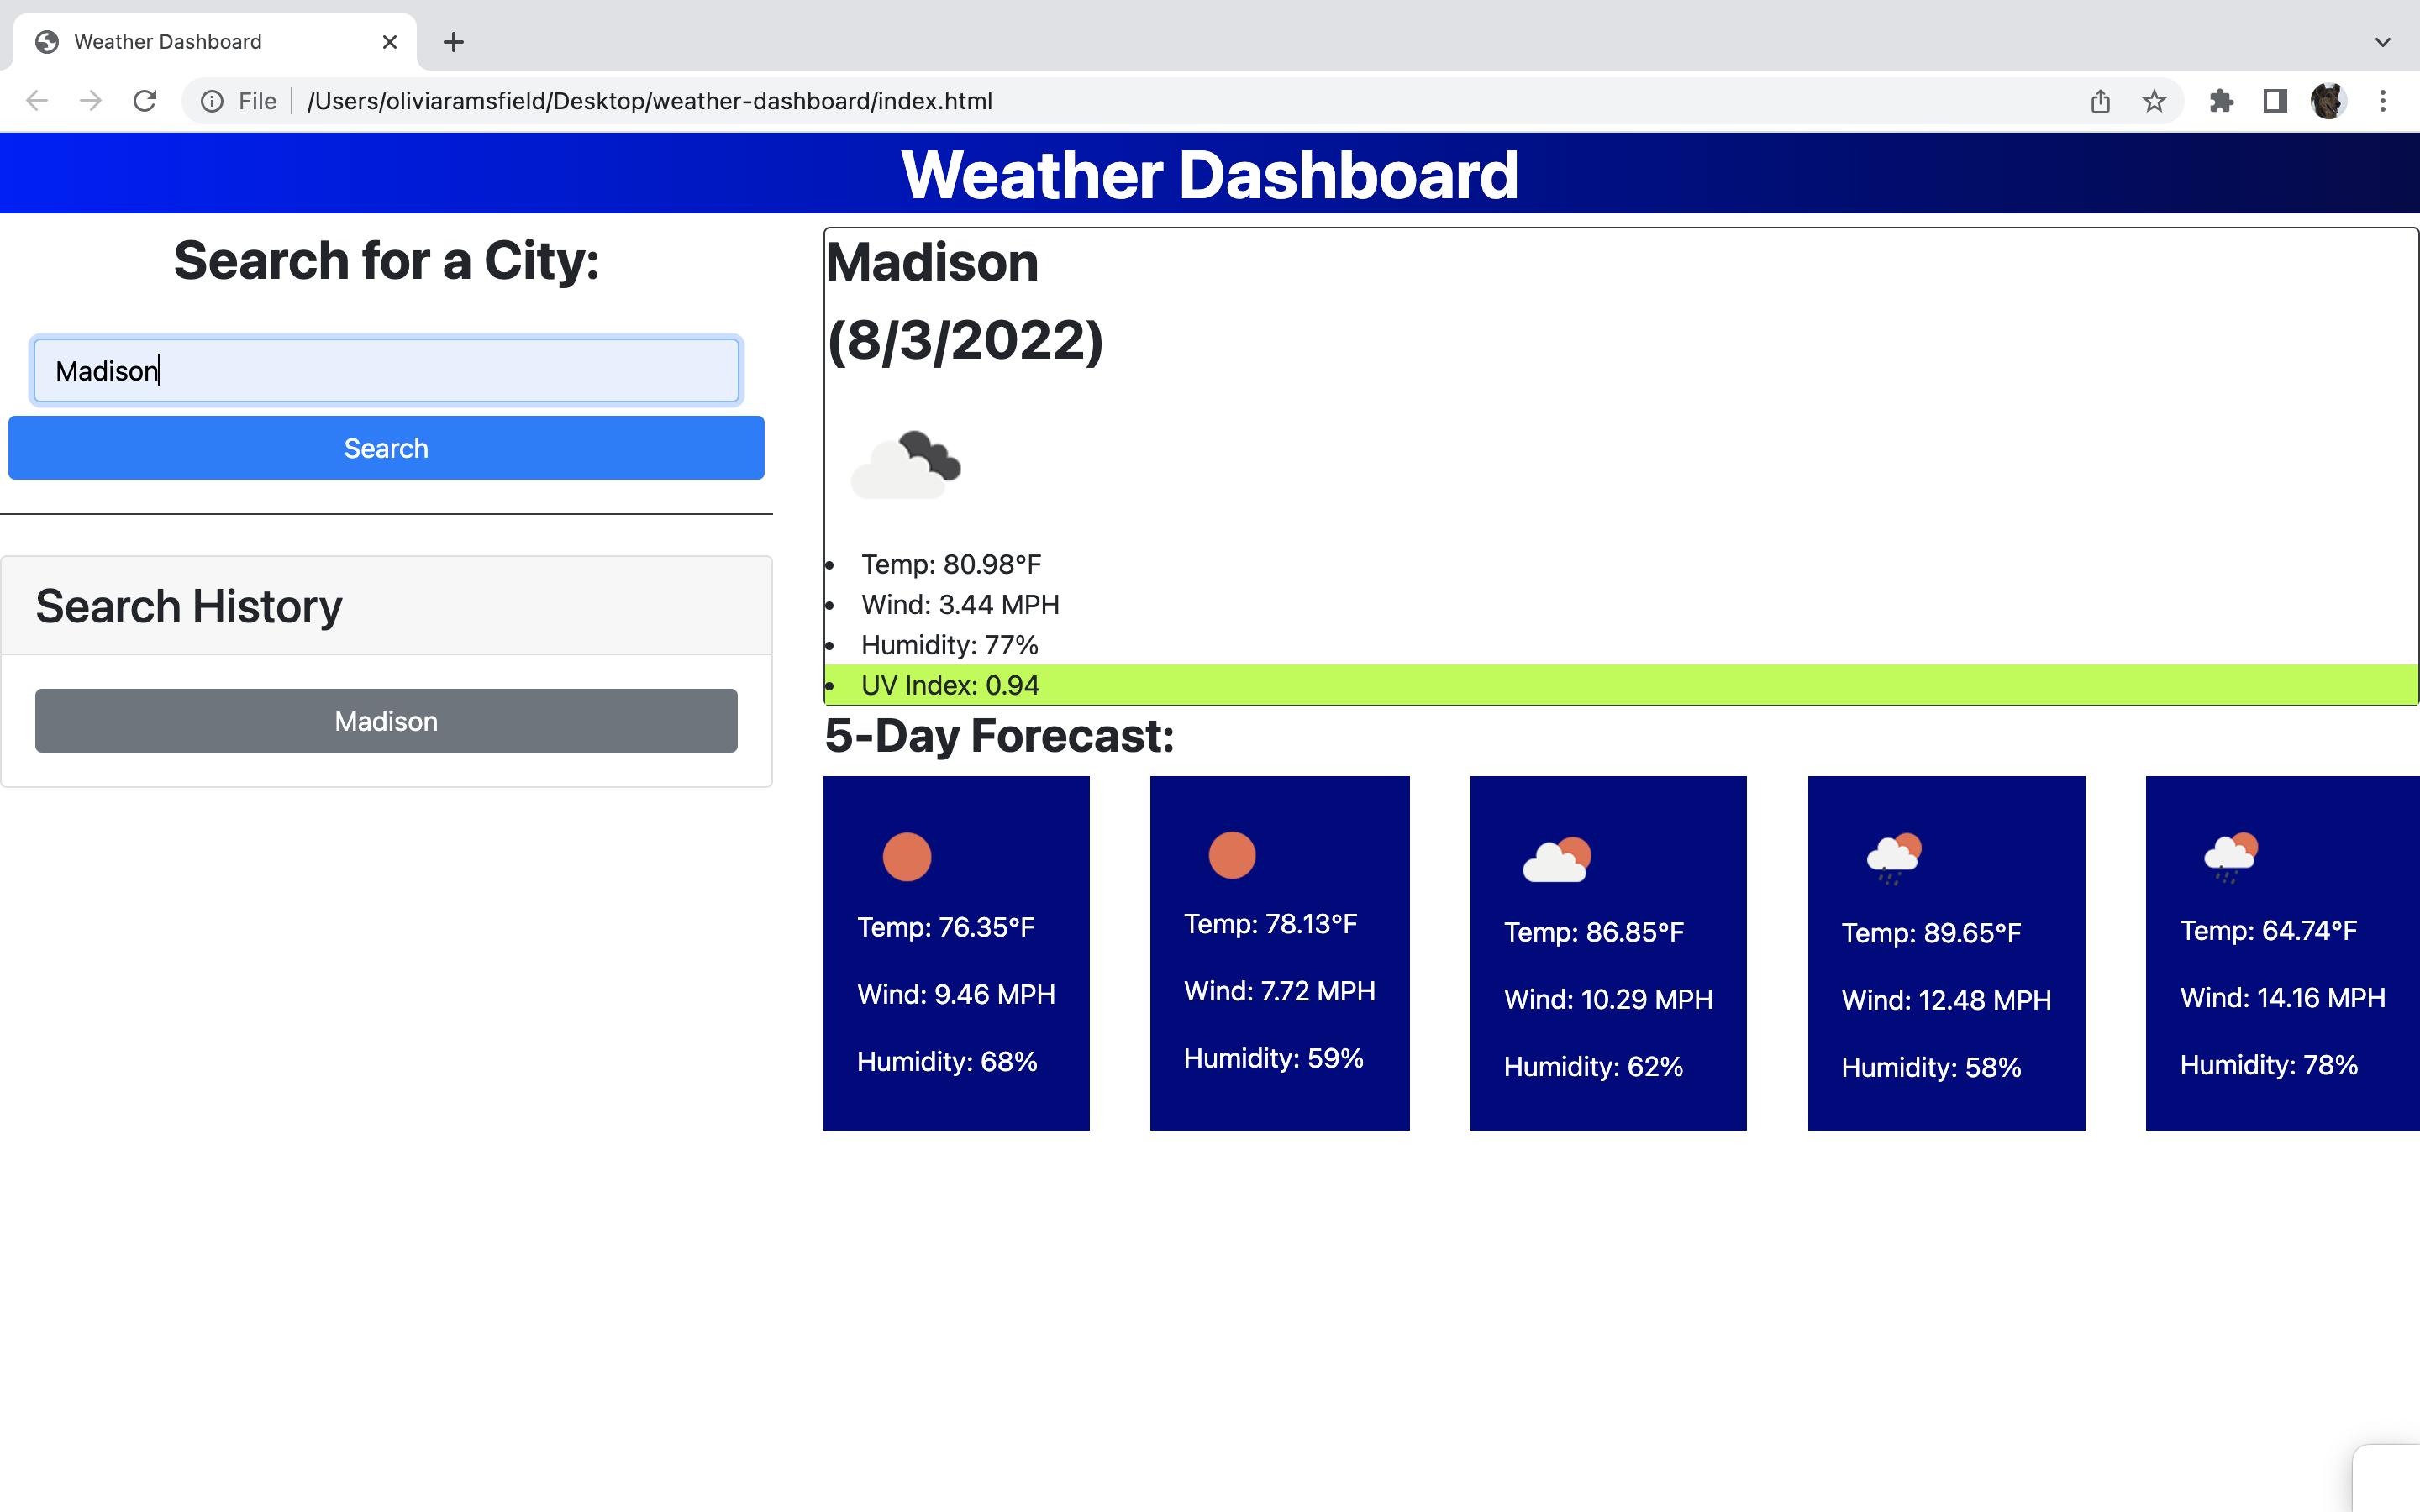 Weather Dashboard
File
/Users/oliviaramsfield/Desktop/weather-dashboard/index.html
Weather Dashboard
Search for a City:
Madison
Search
Search History
Madison
Madison
(8/3/2022)
Temp: 80.98°F
Wind: 3.44 MPH
Humidity: 77%
UV Index: 0.94
5-Day Forecast:
Temp: 76.35°F
Wind: 9.46 MPH
Humidity: 68%
Temp: 78.13°F
Wind: 7.72 MPH
Humidity: 59%
Temp: 86.85°F
Wind: 10.29 MPH
Humidity: 62%
Temp: 89.65°F
Wind: 12.48 MPH
Humidity: 58%
Temp: 64.74°F
Wind: 14.16 MPH
Humidity: 78%